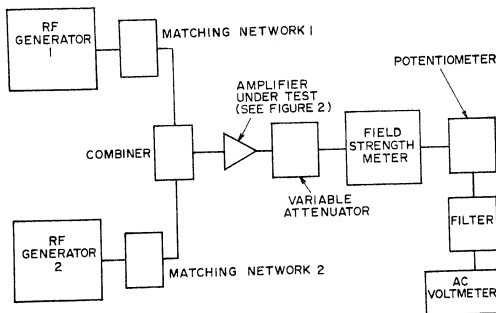 RF
GENERATOR
1
MATCHING NETWORK 1
POTENTIOMETER
AMPLIFIER
UNDER TEST
(SEE FIGURE 2)
COMBINER
FIELD
STRENGTH
METER
VARIABLE
ATTENUATOR
FILTER
RF
GENERATOR
2
MATCHING NETWORK 2
AC
VOLTMETER